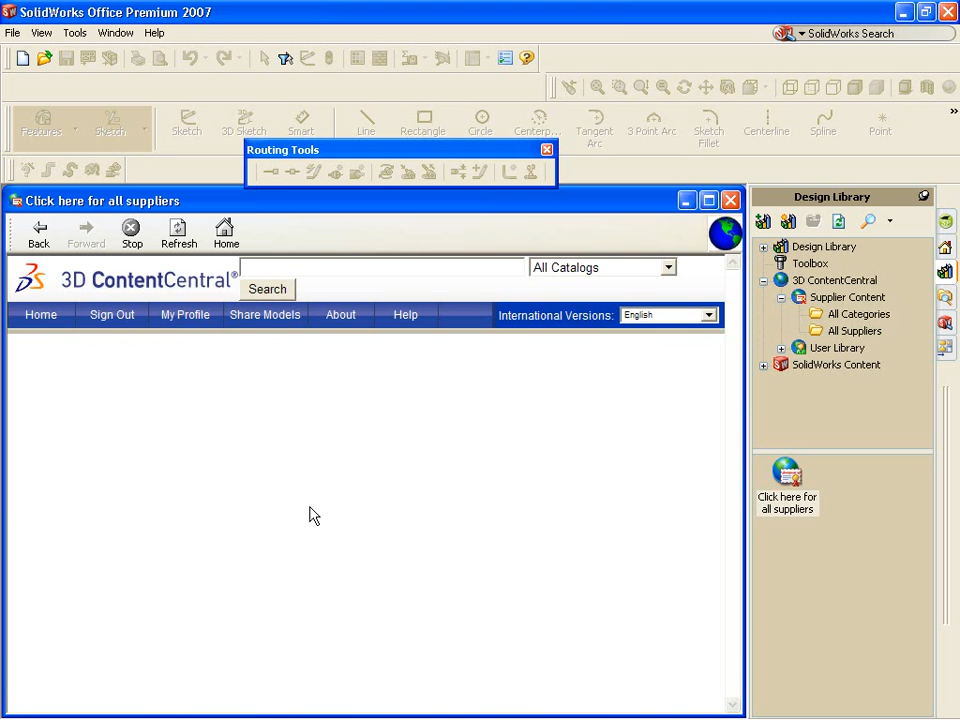 SolidWorks Office Premium 2007
File View Tools Window Help
SolidWorks Search
Features Sketch Sketch 3D Sketch Smart Line Rectangle Circle Centerp... Tangent Arc 3 Point Arc Sketch Fillet Centerline Spline Point
Routing Tools
Click here for all suppliers
Back Forward Stop Refresh Home
3D ContentCentral®
All Catalogs
Search
Home Sign Out My Profile Share Models About Help International Versions: English
Design Library
Design Library
Toolbox
3D ContentCentral
Supplier Content
All Categories
All Suppliers
User Library
SolidWorks Content
Click here for
all suppliers